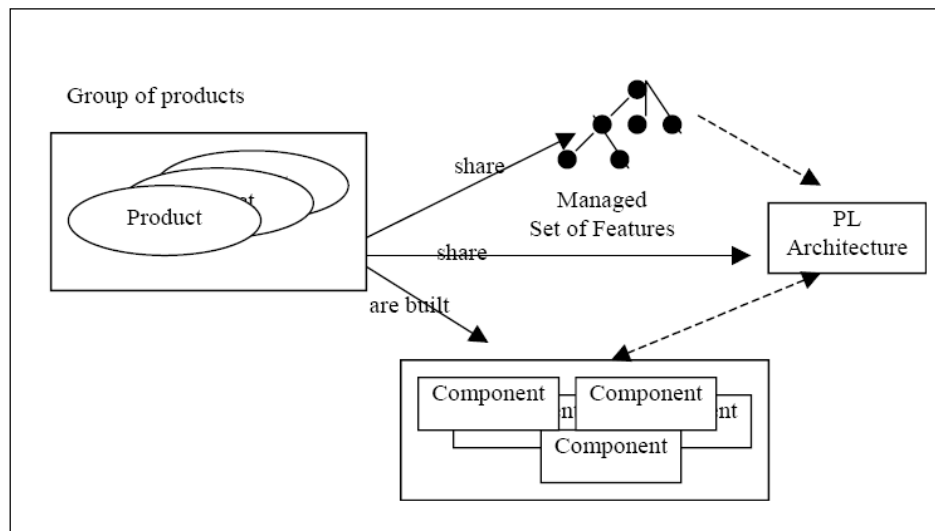 Group of products
Product
share
Managed
Set of Features
share
PL
Architecture
are built
Component
Component
Component